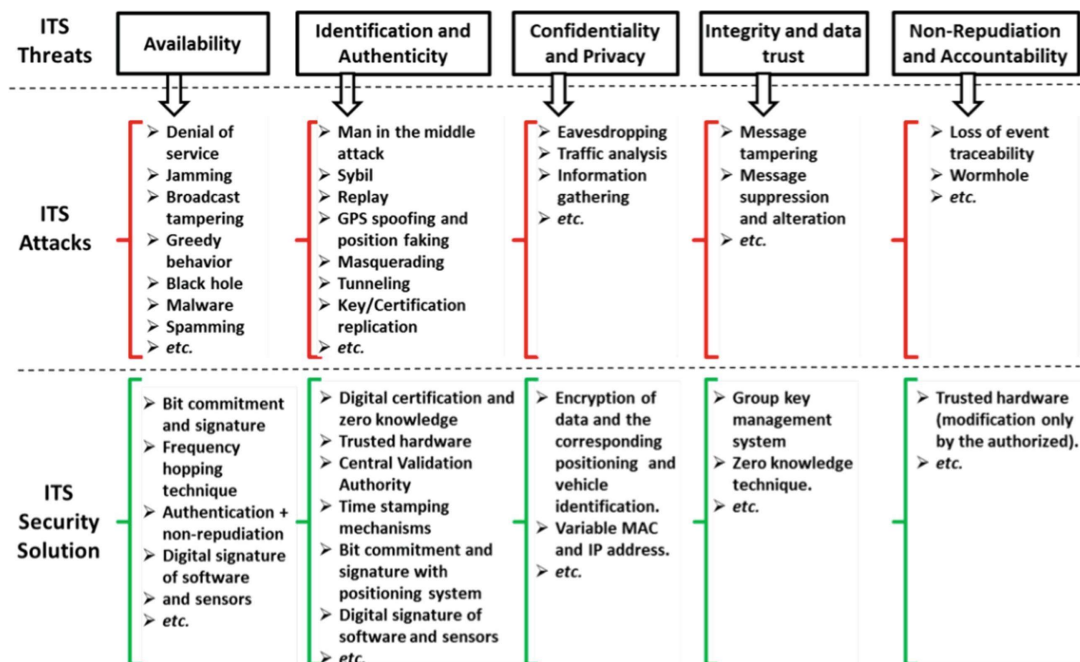 ITS
Threats
Availability
Identification and
Authenticity
Confidentiality
and Privacy
Integrity and data
trust
Non-Repudiation
and Accountability
ITS
Attacks
➢ Denial of
service
➢ Jamming
➢ Broadcast
tampering
➢ Greedy
behavior
➢ Black hole
➢ Malware
➢ Spamming
➢ etc.
➢ Man in the middle
attack
➢ Sybil
➢ Replay
➢ GPS spoofing and
position faking
➢ Masquerading
➢ Tunneling
➢ Key/Certification
replication
➢ etc.
➢ Eavesdropping
➢ Traffic analysis
➢ Information
gathering
➢ etc.
➢ Message
tampering
➢ Message
suppression
and alteration
➢ etc.
➢ Loss of event
traceability
➢ Wormhole
➢ etc.
ITS
Security
Solution
➢ Bit commitment
and signature
➢ Frequency
hopping
technique
➢ Authentication +
non-repudiation
➢ Digital signature
of software
➢ and sensors
➢ etc.
➢ Digital certification and
zero knowledge
➢ Trusted hardware
➢ Central Validation
Authority
➢ Time stamping
mechanisms
➢ Bit commitment and
signature with
positioning system
➢ Digital signature of
software and sensors
➢ etc.
➢ Encryption of
data and the
corresponding
positioning and
vehicle
identification.
➢ Variable MAC
and IP address.
➢ etc.
➢ Group key
management
system
➢ Zero knowledge
technique.
➢ etc.
➢ Trusted hardware
(modification only
by the authorized).
➢ etc.